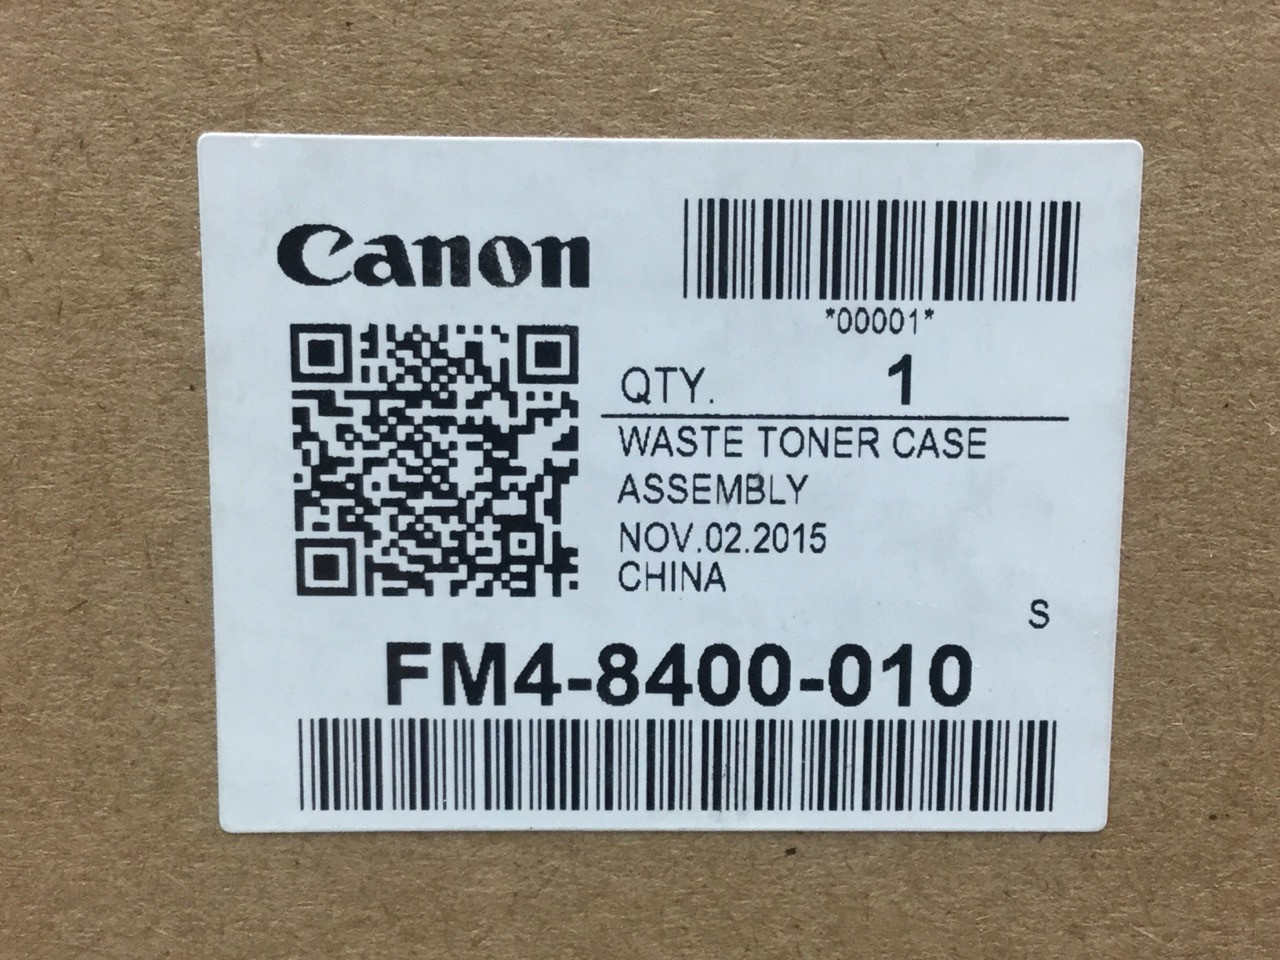 Canon
*00001*
QTY. 1
WASTE TONER CASE
ASSEMBLY
NOV.02.2015
CHINA
S
FM4-8400-010